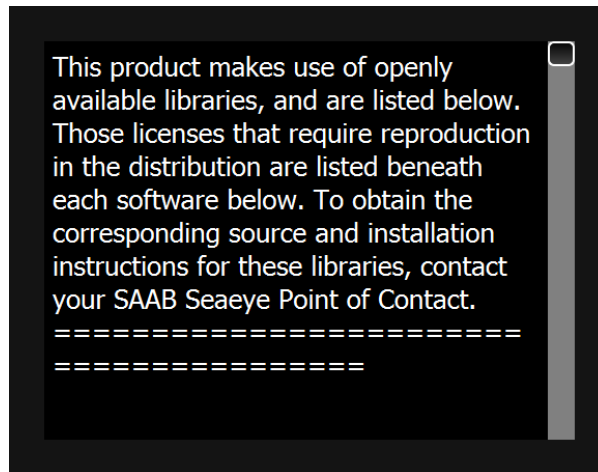 This product makes use of openly
available libraries, and are listed below.
Those licenses that require reproduction
in the distribution are listed beneath
each software below. To obtain the
corresponding source and installation
instructions for these libraries, contact
your SAAB Seaeye Point of Contact.
========================
================